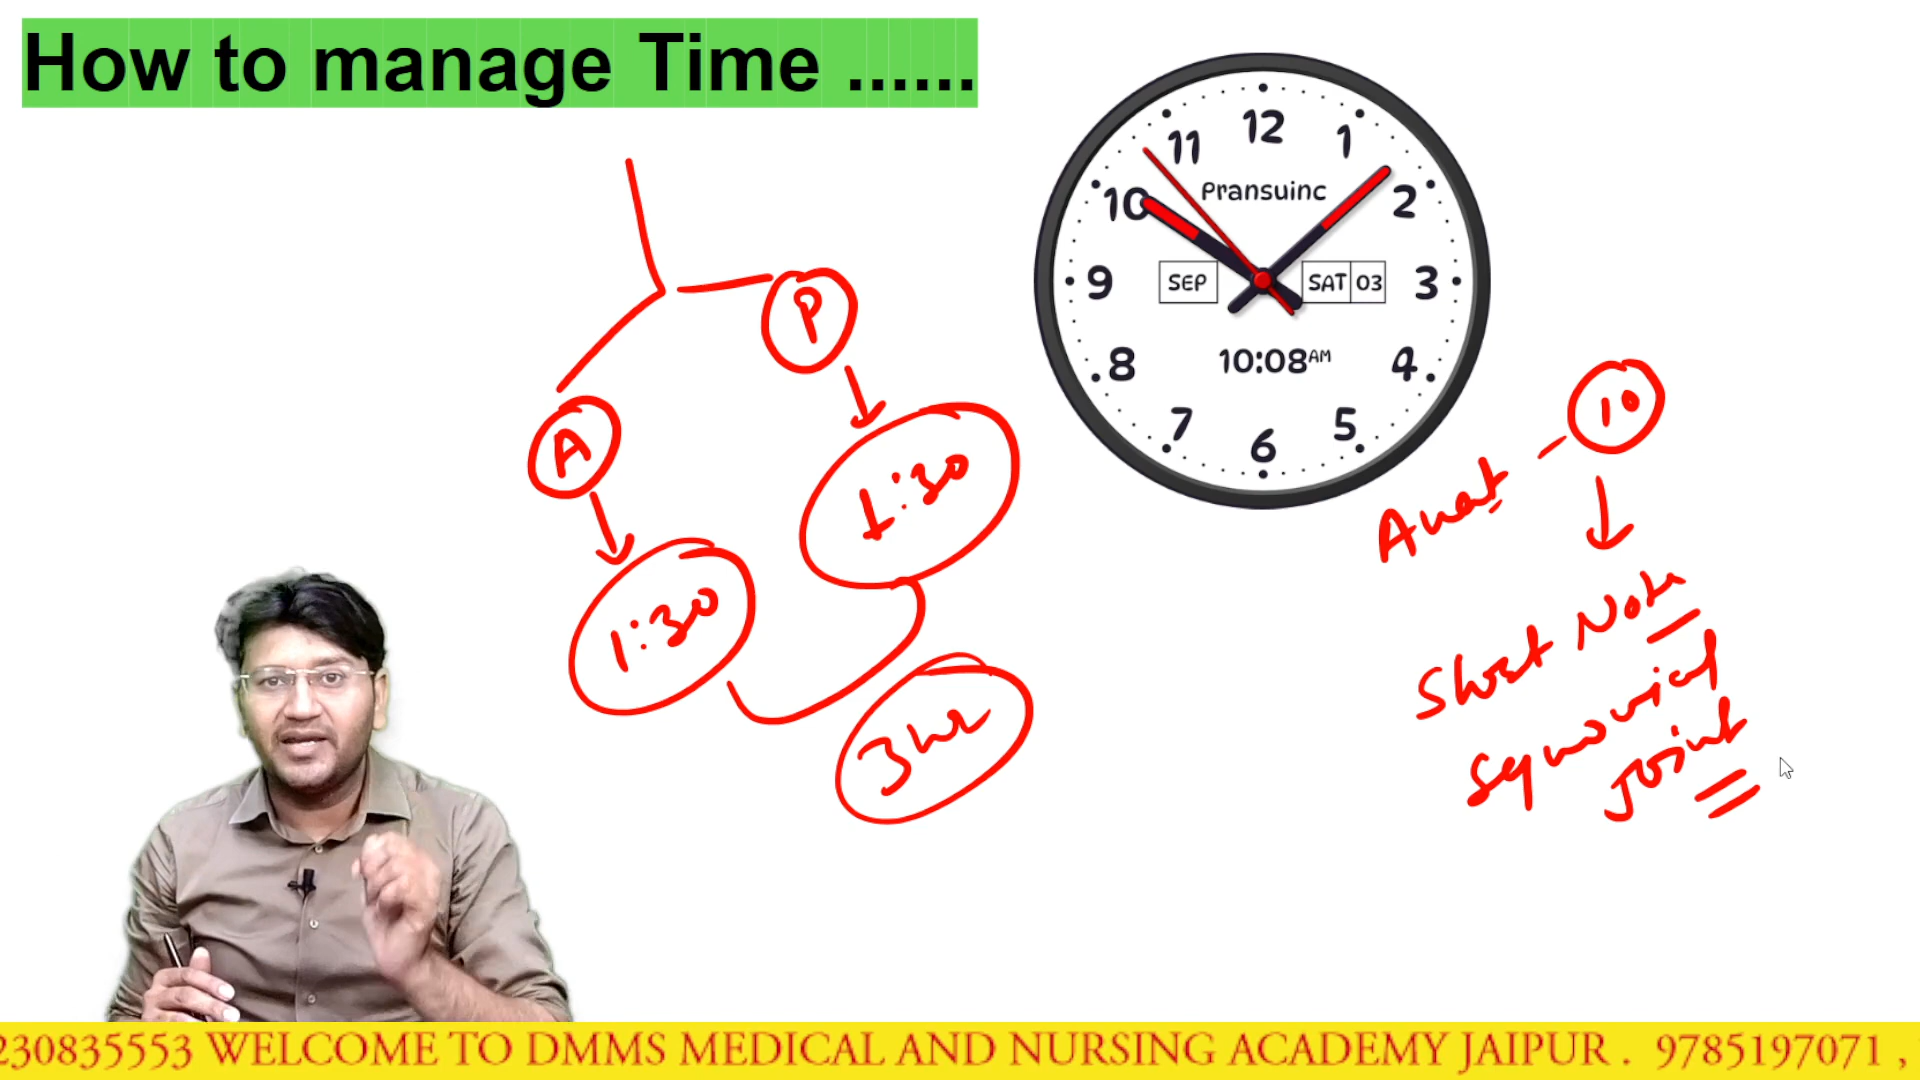 How to manage Time ......
12
11
1
Pransuinc
10
2
SEP
SAT 03
9
3
10:08AM
8
4
7
5
6
P
1:30
A
1:30
3 hr
Anat - 10
Short Note
Synovial
Joint
230835553 WELCOME TO DMMS MEDICAL AND NURSING ACADEMY JAIPUR . 9785197071 ,